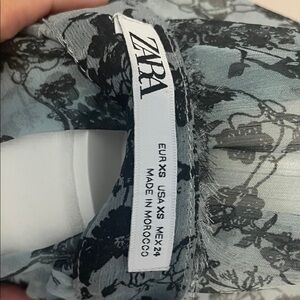 ZARA
EUR XS USA XS MEX 24
MADE IN MOROCCO